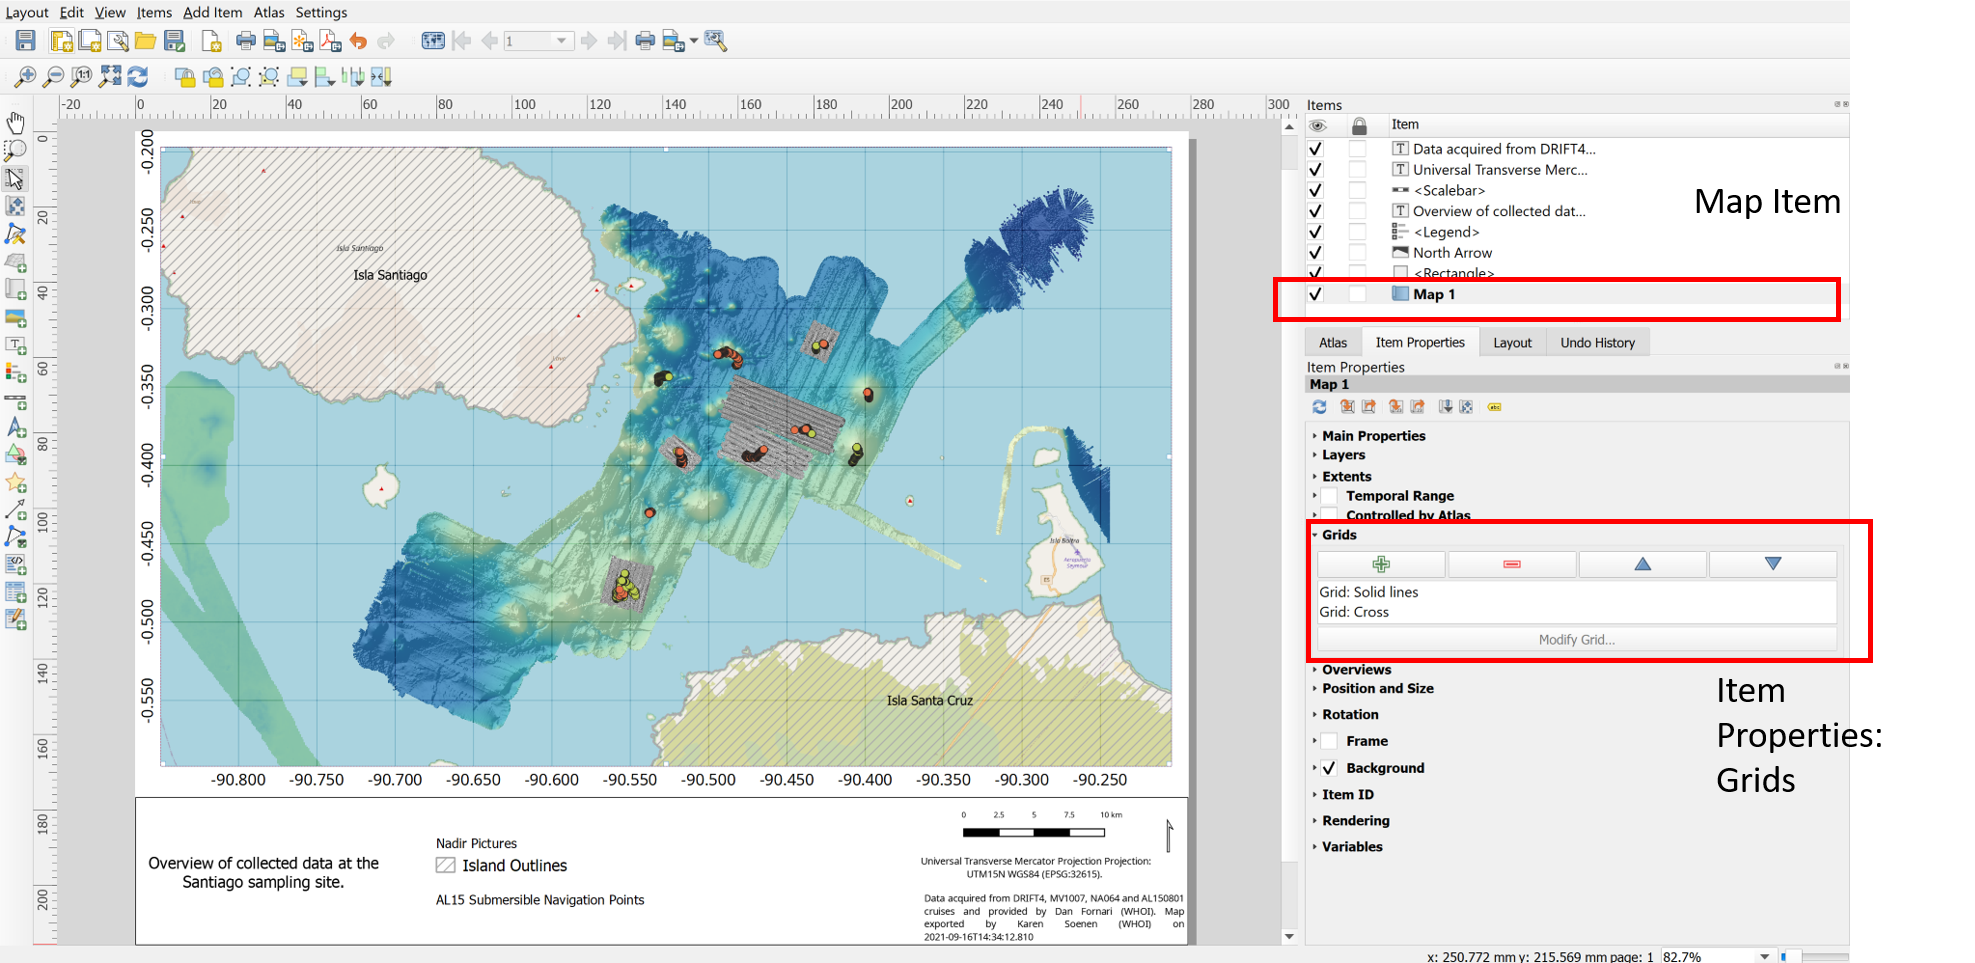 Layout Edit View Items Add Item Atlas Settings
1
-20 0 20 40 60 80 100 120 140 160 180 200 220 240 260 280 300
0
20
40
60
80
100
120
140
160
180
200
-0.200
-0.250
-0.300
-0.350
-0.400
-0.450
-0.500
-0.550
Isla Santiago
Isla Santiago
Isla Baltra
Isla Santa Cruz
-90.800 -90.750 -90.700 -90.650 -90.600 -90.550 -90.500 -90.450 -90.400 -90.350 -90.300 -90.250
Overview of collected data at the
Santiago sampling site.
Nadir Pictures
Island Outlines
AL15 Submersible Navigation Points
0 2.5 5 7.5 10 km
Universal Transverse Mercator Projection Projection:
UTM15N WGS84 (EPSG:32615).
Data acquired from DRIFT4, MV1007, NA064 and AL150801
cruises and provided by Dan Fornari (WHOI). Map
exported by Karen Soenen (WHOI) on
2021-09-16T14:34:12.810
Items
Item
Data acquired from DRIFT4...
Universal Transverse Merc...
<Scalebar>
Overview of collected dat...
<Legend>
North Arrow
<Rectangle>
Map 1
Map Item
Atlas Item Properties Layout Undo History
Item Properties
Map 1
Main Properties
Layers
Extents
Temporal Range
Controlled by Atlas
Grids
Grid: Solid lines
Grid: Cross
Modify Grid...
Overviews
Position and Size
Rotation
Frame
Background
Item ID
Rendering
Variables
Item
Properties:
Grids
x: 250.772 mm y: 215.569 mm page: 1 82.7%